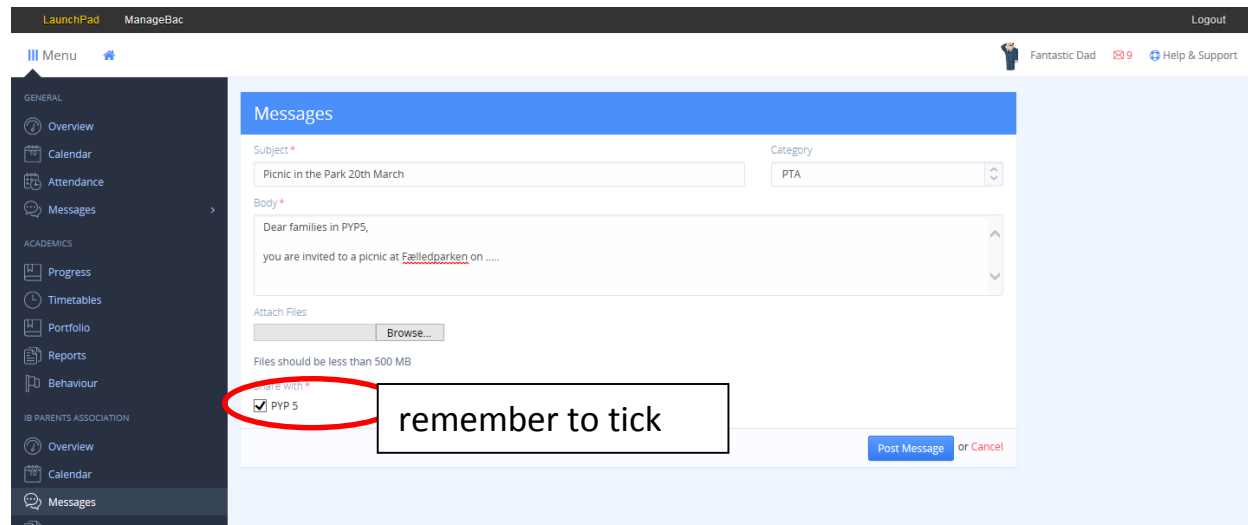 LaunchPad ManageBac Logout
Menu Fantastic Dad 9 Help & Support
GENERAL
Overview
Calendar
Attendance
Messages
ACADEMICS
Progress
Timetables
Portfolio
Reports
Behaviour
IB PARENTS ASSOCIATION
Overview
Calendar
Messages
Messages
Subject * Category
Picnic in the Park 20th March PTA
Body *
Dear families in PYP5,
you are invited to a picnic at Fælledparken on .....
Attach Files
Browse...
Files should be less than 500 MB
Share with *
PYP 5
remember to tick
Post Message or Cancel